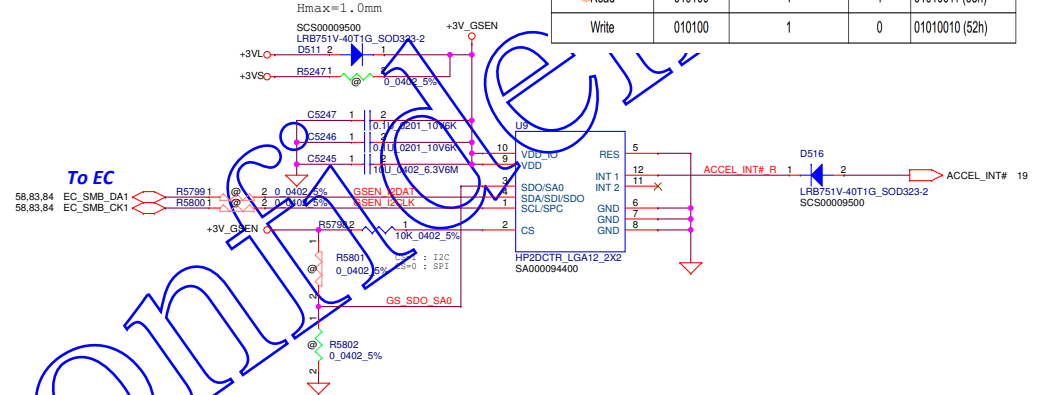 Hmax=1.0mm
010100 1
Write 010100 1 0 01010010 (52h)
SCS00009500
LRB751V-40T1G_SOD323-2
+3V_GSEN
+3VL
D511 2 1
+3VS
R5247 1 2
@
0_0402_5%
C5247 1 2
0.1U_0201_10V6K
C5246 1 2
0.1U_0201_10V6K
C5245 1 2
10U_0402_6.3V6M
U9
10 VDD_IO
9 VDD
RES 5
INT 1 12
INT 2 11
ACCEL_INT#_R
D516
1 2
LRB751V-40T1G_SOD323-2
SCS00009500
ACCEL_INT# 19
To EC
3 SDO/SA0
58,83,84 EC_SMB_DA1
R5799 1 @ 2 0_0402_5%
GSEN_I2DAT
4 SDA/SDI/SDO
58,83,84 EC_SMB_CK1
R5800 1 @ 2 0_0402_5%
GSEN_I2CLK
1 SCL/SPC
GND 6
GND 7
GND 8
+3V_GSEN
R5798 2 1
10K_0402_5%
2 CS
HP2DCTR_LGA12_2X2
SA000094400
1
R5801
@
0_0402_5%
2
CS=1 : I2C
CS=0 : SPI
GS_SDO_SA0
1
R5802
@
0_0402_5%
2